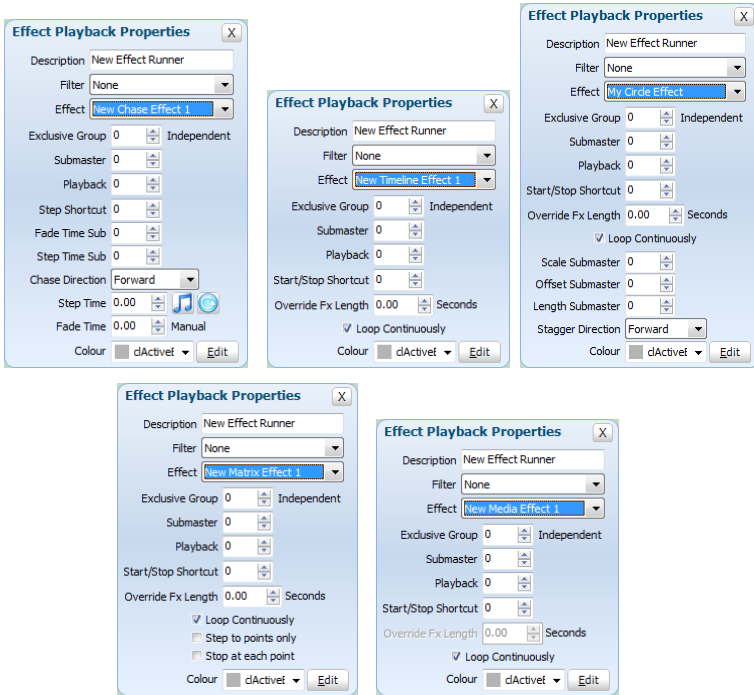 Effect Playback Properties X
Description New Effect Runner
Filter None
Effect New Chase Effect 1
Exclusive Group 0 Independent
Submaster 0
Playback 0
Step Shortcut 0
Fade Time Sub 0
Step Time Sub 0
Chase Direction Forward
Step Time 0.00
Fade Time 0.00 Manual
Colour clActiveE Edit
Effect Playback Properties X
Description New Effect Runner
Filter None
Effect New Timeline Effect 1
Exclusive Group 0 Independent
Submaster 0
Playback 0
Start/Stop Shortcut 0
Override Fx Length 0.00 Seconds
Loop Continuously
Colour clActiveE Edit
Effect Playback Properties X
Description New Effect Runner
Filter None
Effect My Circle Effect
Exclusive Group 0 Independent
Submaster 0
Playback 0
Start/Stop Shortcut 0
Override Fx Length 0.00 Seconds
Loop Continuously
Scale Submaster 0
Offset Submaster 0
Length Submaster 0
Stagger Direction Forward
Colour clActiveE Edit
Effect Playback Properties X
Description New Effect Runner
Filter None
Effect New Matrix Effect 1
Exclusive Group 0 Independent
Submaster 0
Playback 0
Start/Stop Shortcut 0
Override Fx Length 0.00 Seconds
Loop Continuously
Step to points only
Stop at each point
Colour clActiveE Edit
Effect Playback Properties X
Description New Effect Runner
Filter None
Effect New Media Effect 1
Exclusive Group 0 Independent
Submaster 0
Playback 0
Start/Stop Shortcut 0
Override Fx Length 0.00 Seconds
Loop Continuously
Colour clActiveE Edit